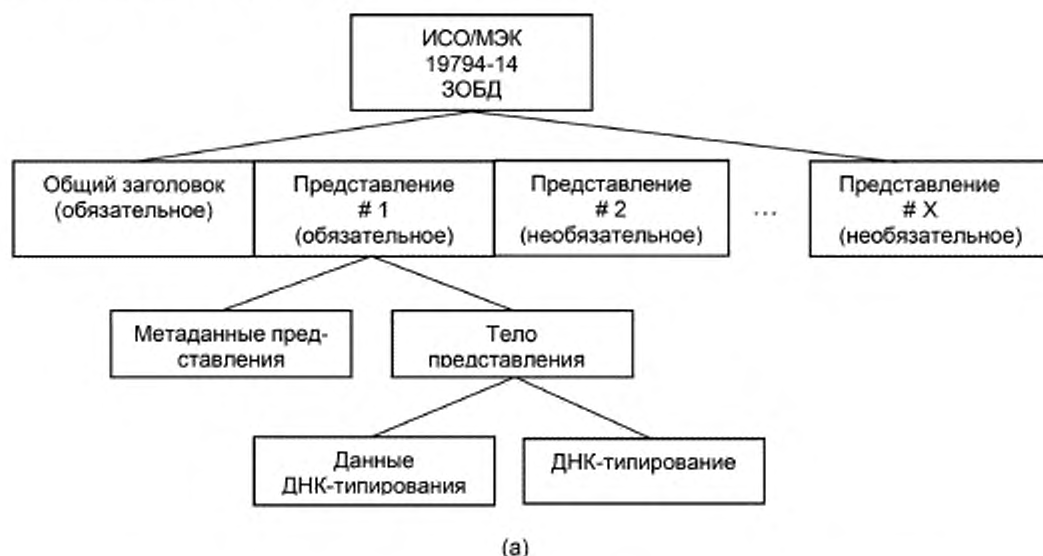 ИСО/МЭК
19794-14
ЗОБД
Общий заголовок
(обязательное)
Представление
# 1
(обязательное)
Представление
# 2
(необязательное)
...
Представление
# X
(необязательное)
Метаданные пред-
ставления
Тело
представления
Данные
ДНК-типирования
ДНК-типирование
(а)